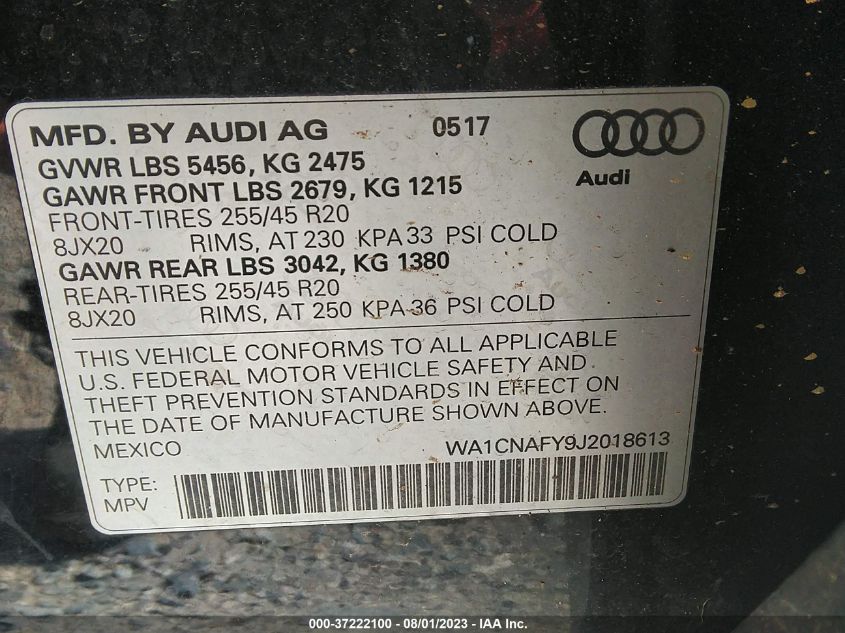 MFD. BY AUDI AG 0517
Audi
GVWR LBS 5456, KG 2475
GAWR FRONT LBS 2679, KG 1215
FRONT-TIRES 255/45 R20
8JX20 RIMS, AT 230 KPA 33 PSI COLD
GAWR REAR LBS 3042, KG 1380
REAR-TIRES 255/45 R20
8JX20 RIMS, AT 250 KPA 36 PSI COLD
THIS VEHICLE CONFORMS TO ALL APPLICABLE
U.S. FEDERAL MOTOR VEHICLE SAFETY AND
THEFT PREVENTION STANDARDS IN EFFECT ON
THE DATE OF MANUFACTURE SHOWN ABOVE.
MEXICO WA1CNAFY9J2018613
TYPE:
MPV
000-37222100 - 08/01/2023 - IAA Inc.